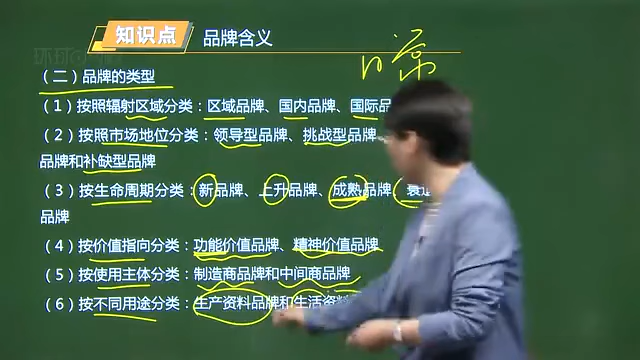 知识点 品牌含义
环球
（二）品牌的类型
（1）按照辐射区域分类：区域品牌、国内品牌、国际品
（2）按照市场地位分类：领导型品牌、挑战型品牌、
品牌和补缺型品牌
（3）按生命周期分类：新品牌、上升品牌、成熟品牌、衰退
品牌
（4）按价值指向分类：功能价值品牌、精神价值品牌
（5）按使用主体分类：制造商品牌和中间商品牌
（6）按不同用途分类：生产资料品牌和生活资料